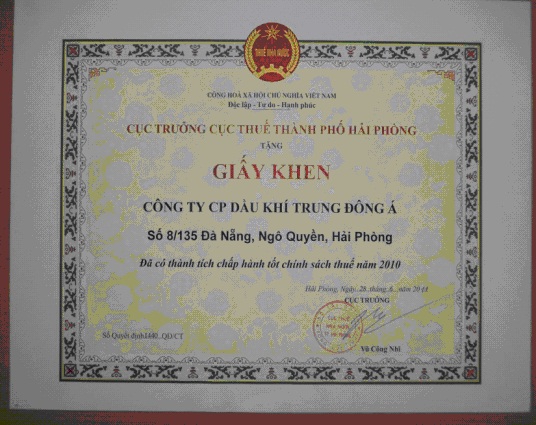 THUẾ NHÀ NƯỚC
CỘNG HOÀ XÃ HỘI CHỦ NGHĨA VIỆT NAM
Độc lập - Tự do - Hạnh phúc
CỤC TRƯỞNG CỤC THUẾ THÀNH PHỐ HẢI PHÒNG
TẶNG
GIẤY KHEN
CÔNG TY CP DẦU KHÍ TRUNG ĐÔNG Á
Số 8/135 Đà Nẵng, Ngô Quyền, Hải Phòng
Đã có thành tích chấp hành tốt chính sách thuế năm 2010
Hải Phòng, Ngày 28 tháng 6 năm 2011
CỤC TRƯỞNG
CỤC THUẾ
Số Quyết định 1440 QĐ/CT
Vũ Công Nhì